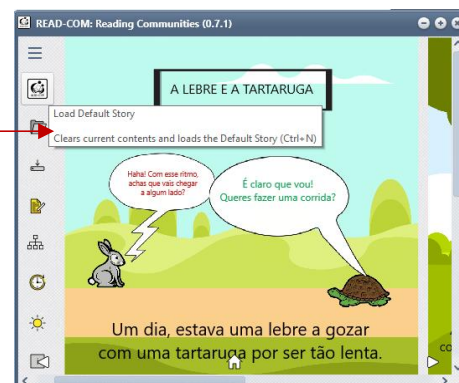 READ-COM: Reading Communities (0.7.1)
A LEBRE E A TARTARUGA
Load Default Story
Clears current contents and loads the Default Story (Ctrl+N)
Haha! Com esse ritmo,
achas que vais chegar
a algum lado?
É claro que vou!
Queres fazer uma corrida?
Um dia, estava uma lebre a gozar
com uma tartaruga por ser tão lenta.
co